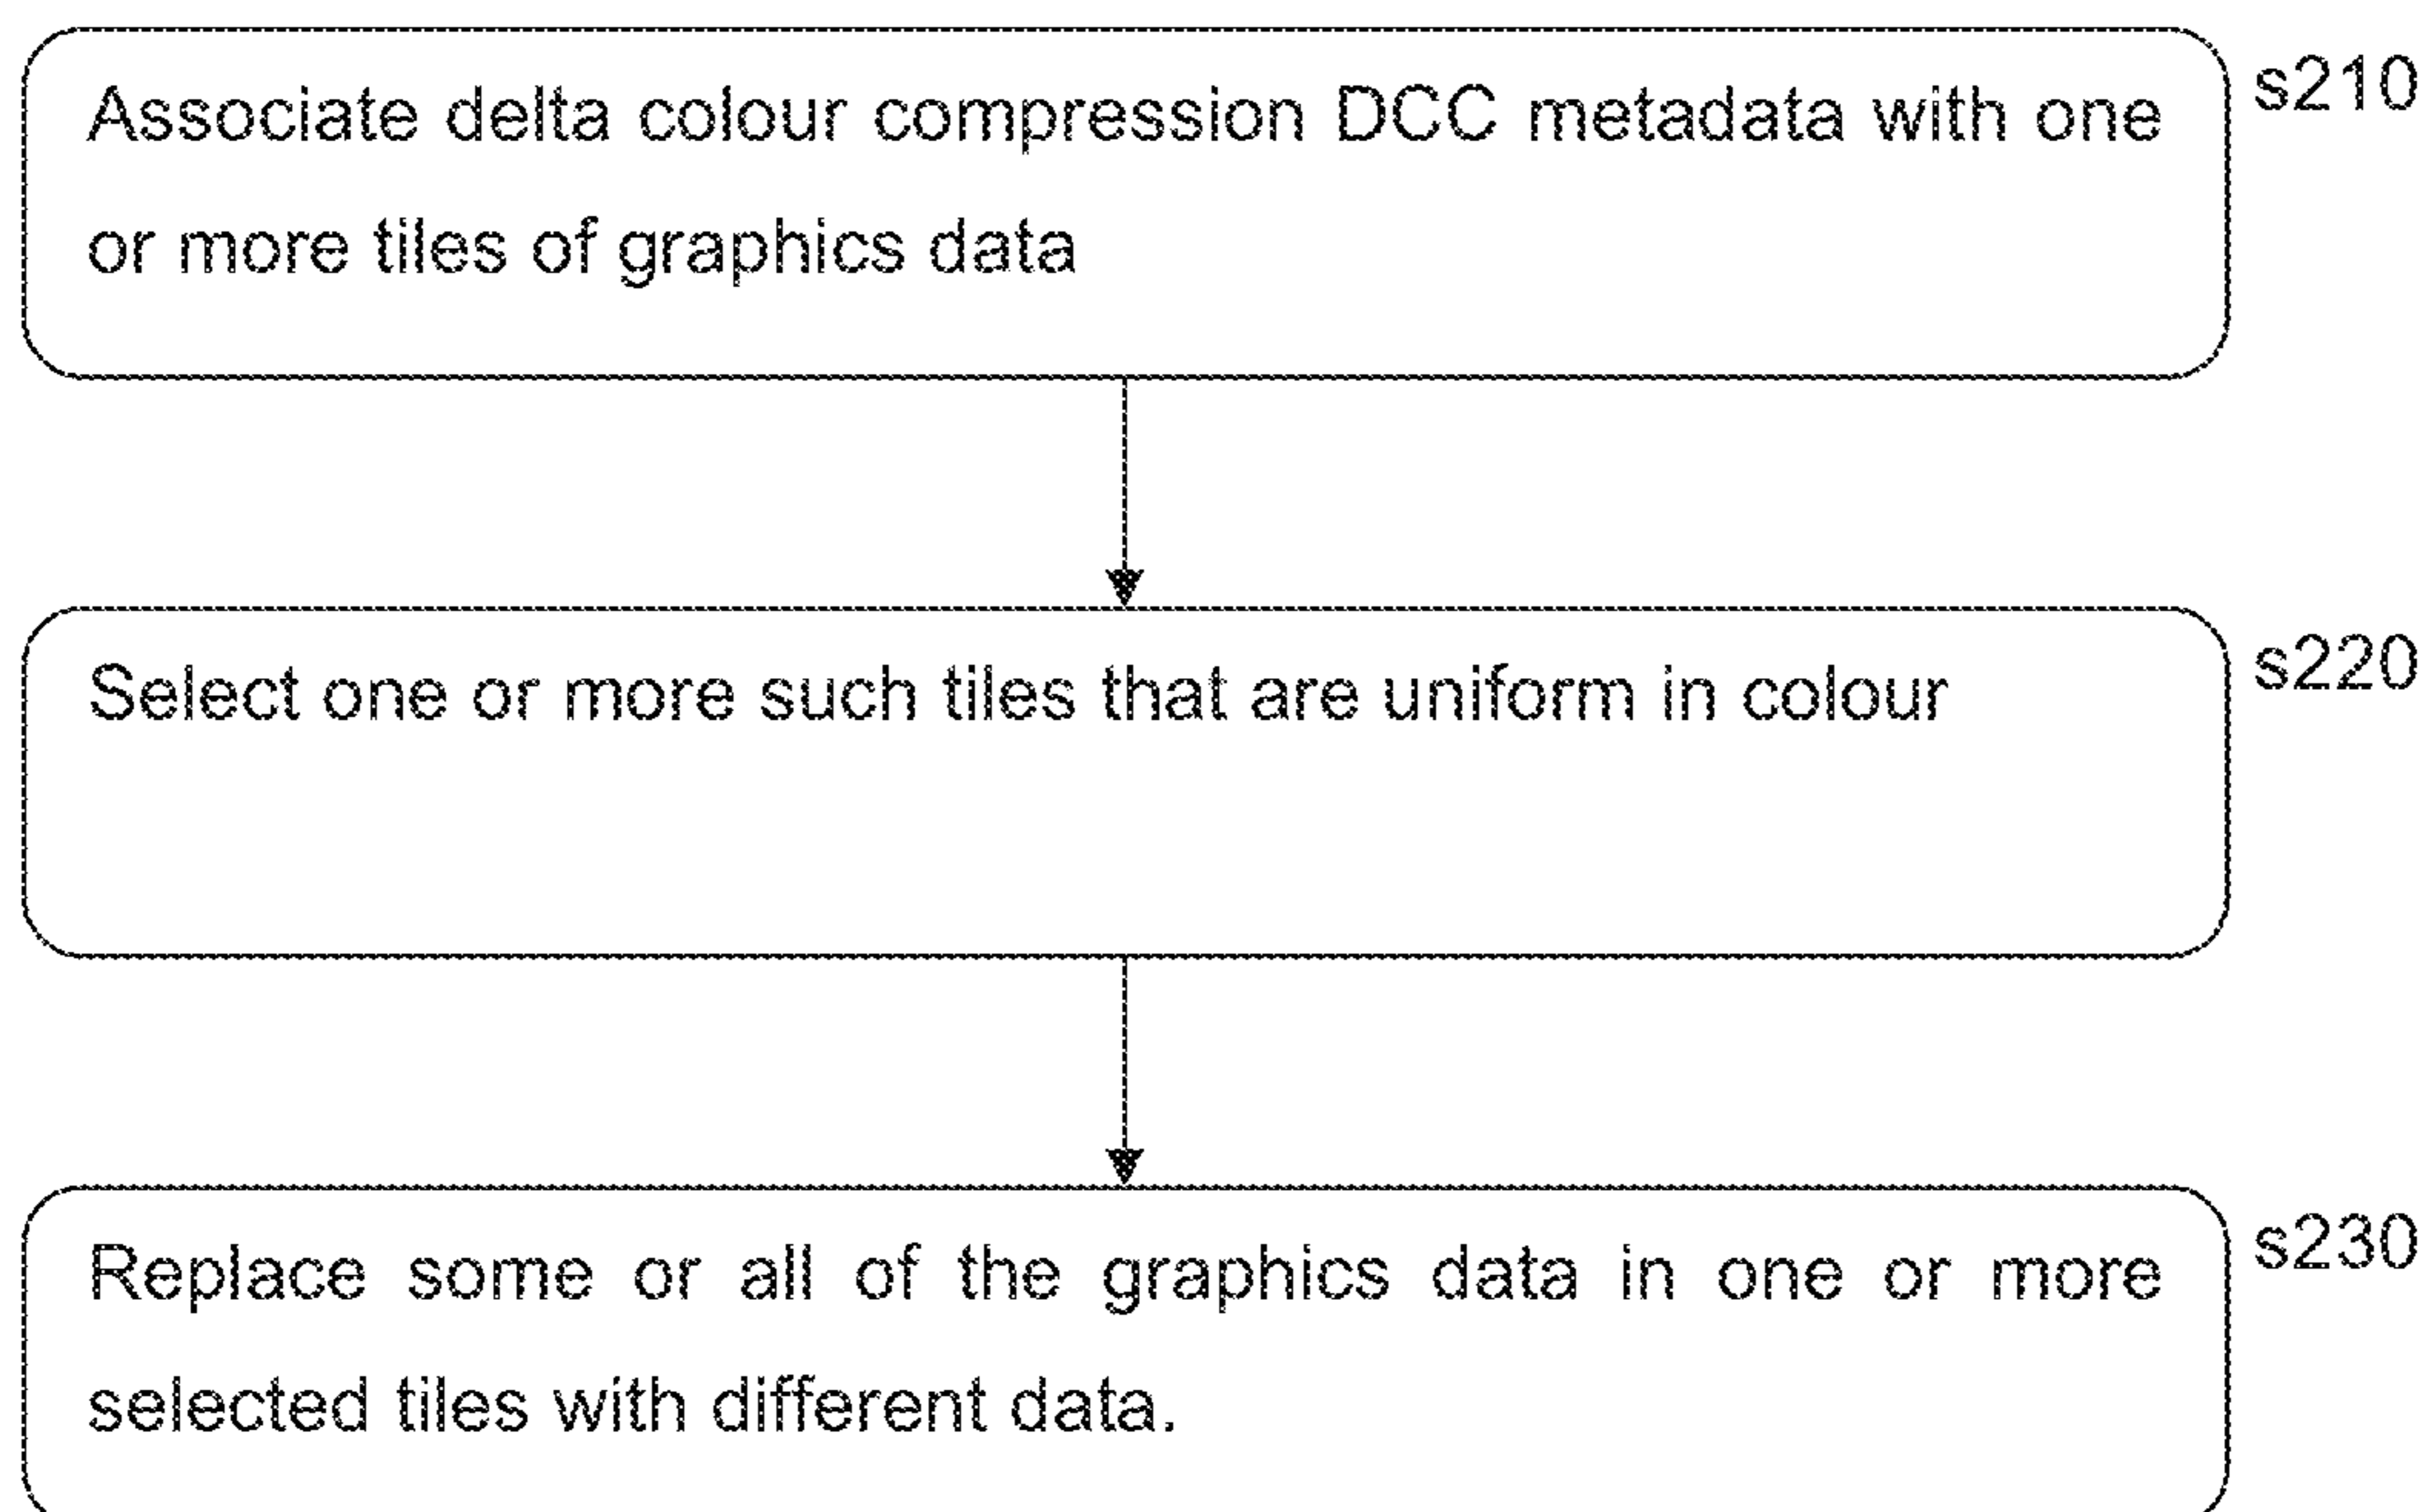 Associate delta colour compression DCC metadata with one
or more tiles of graphics data
s210
Select one or more such tiles that are uniform in colour
s220
Replace some or all of the graphics data in one or more
selected tiles with different data.
s230